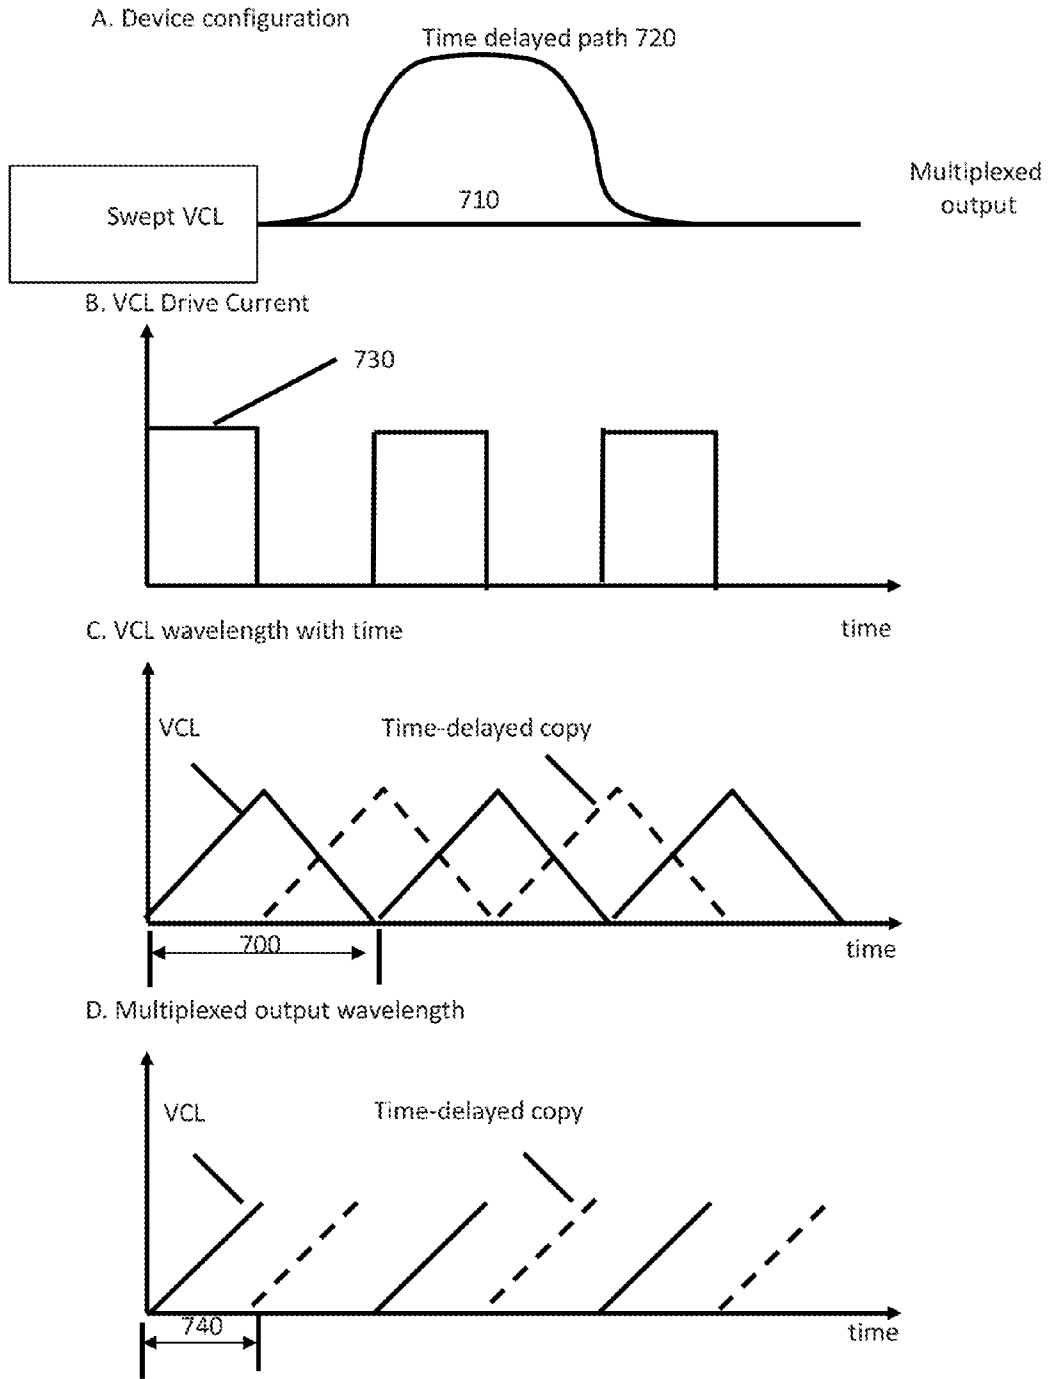 A. Device configuration
Time delayed path 720
Multiplexed
output
710
Swept VCL
B. VCL Drive Current
730
time
C. VCL wavelength with time
VCL
Time-delayed copy
700
time
D. Multiplexed output wavelength
VCL
Time-delayed copy
740
time